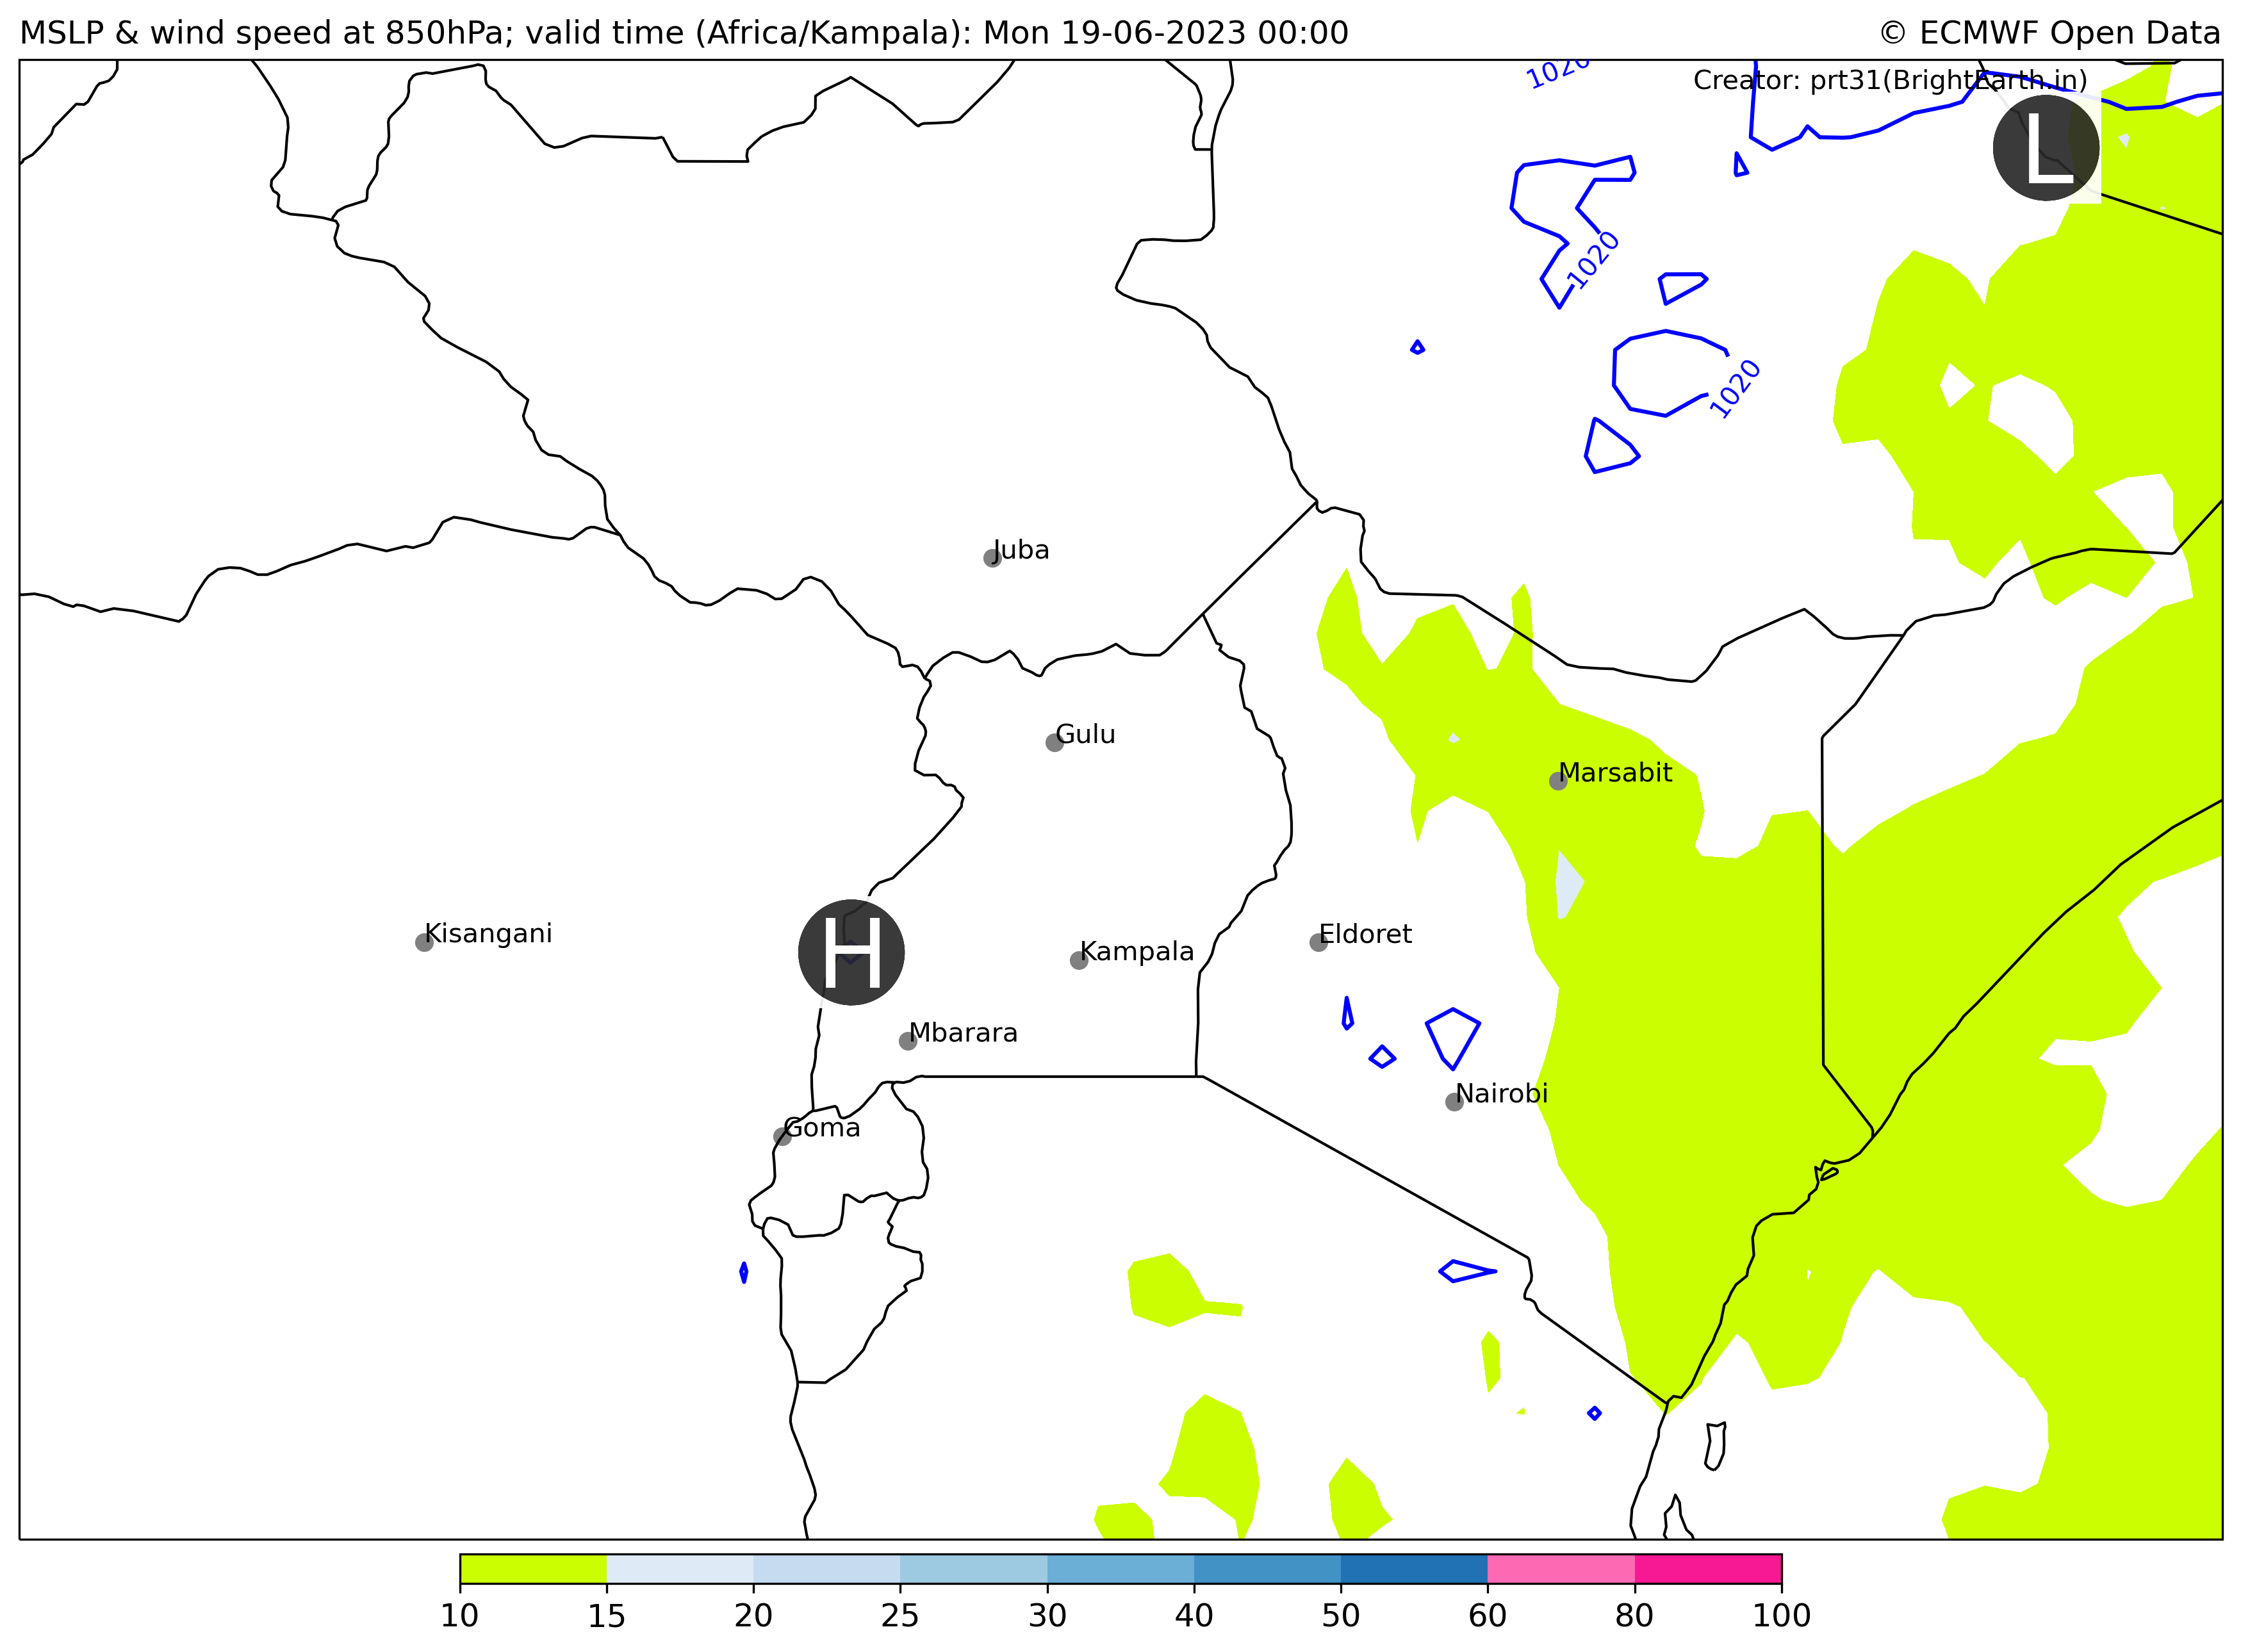 MSLP & wind speed at 850hPa; valid time (Africa/Kampala): Mon 19-06-2023 00:00
© ECMWF Open Data
1020
Creator: prt31(BrightEarth.in)
L
1020
1020
Juba
Gulu
Marsabit
Kisangani
H
Kampala
Eldoret
Mbarara
Nairobi
Goma
10 15 20 25 30 40 50 60 80 100